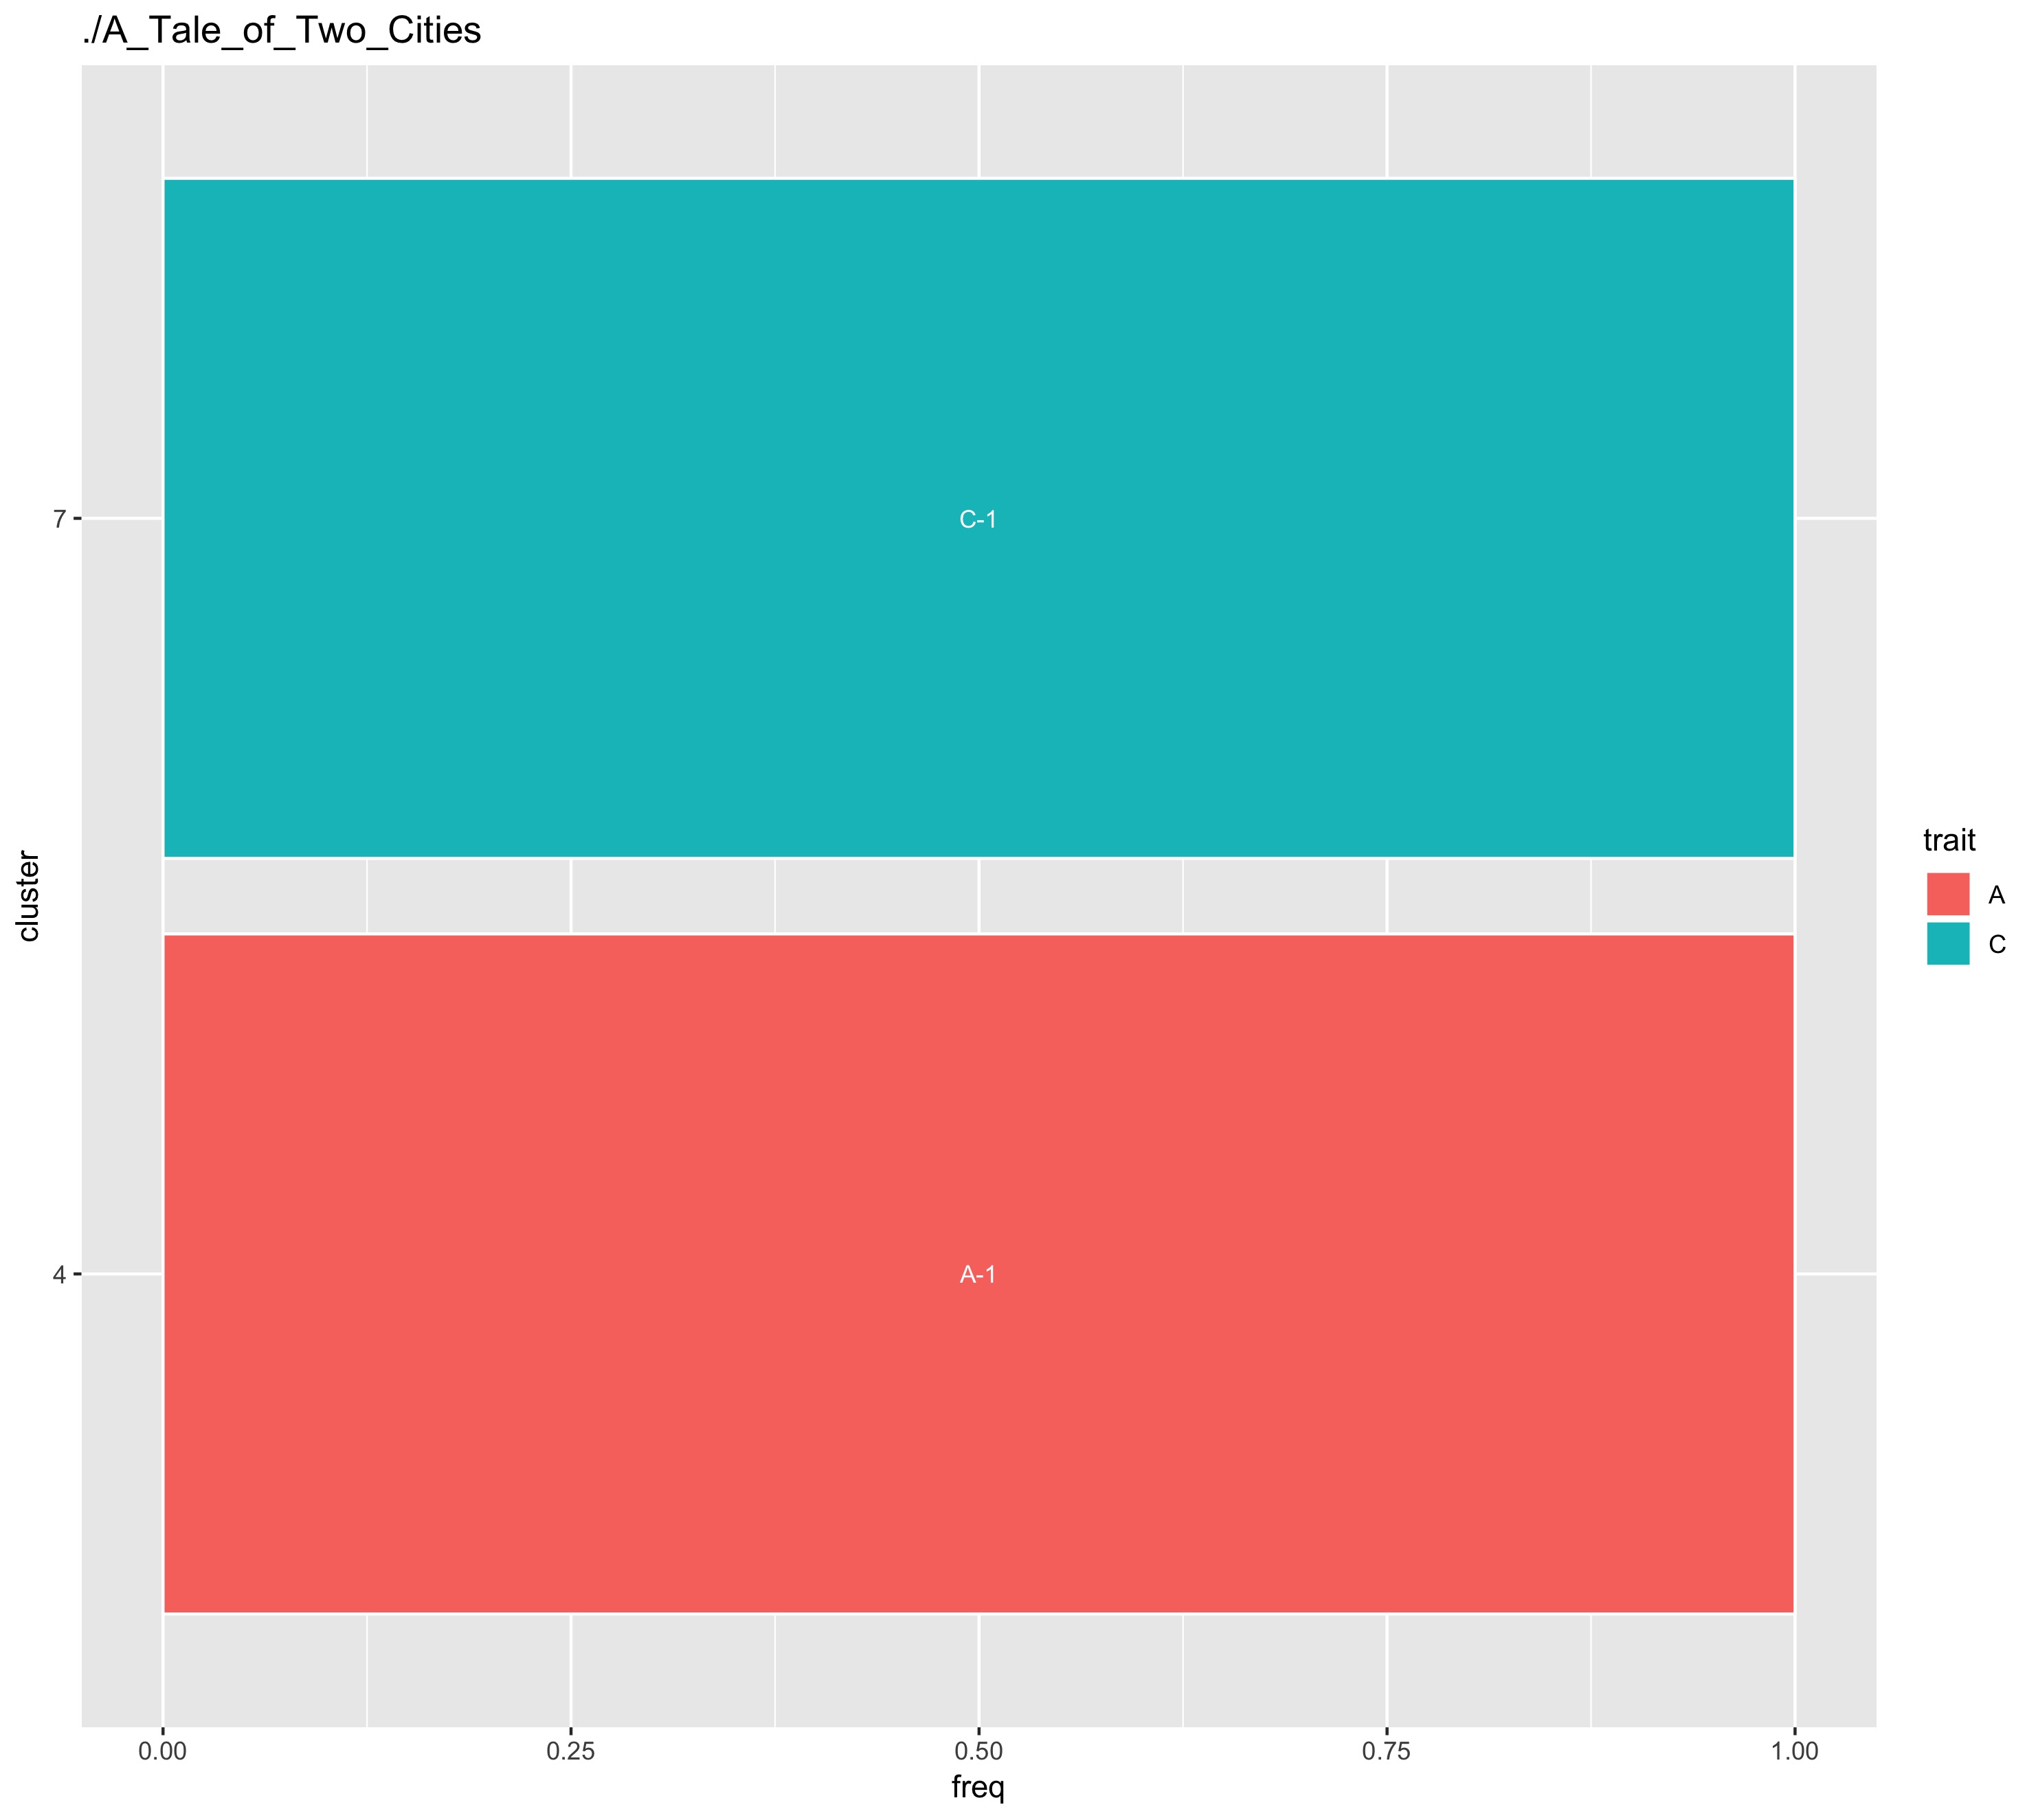 ./A_Tale_of_Two_Cities
cluster
7
C-1
4
A-1
0.00 0.25 0.50 0.75 1.00
freq
trait
A
C